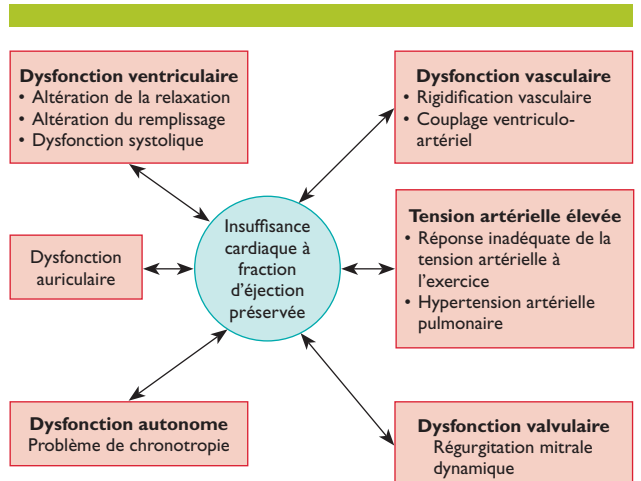 Dysfonction ventriculaire
• Altération de la relaxation
• Altération du remplissage
• Dysfonction systolique
Dysfonction vasculaire
• Rigidification vasculaire
• Couplage ventriculo-
artériel
Insuffisance
cardiaque à
fraction
d'éjection
préservée
Dysfonction
auriculaire
Tension artérielle élevée
• Réponse inadéquate de la
tension artérielle à
l'exercice
• Hypertension artérielle
pulmonaire
Dysfonction autonome
Problème de chronotropie
Dysfonction valvulaire
Régurgitation mitrale
dynamique